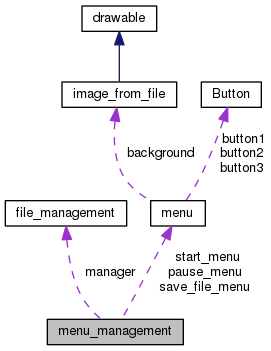 drawable
image_from_file
Button
background
button1
button2
button3
file_management
menu
manager
start_menu
pause_menu
save_file_menu
menu_management